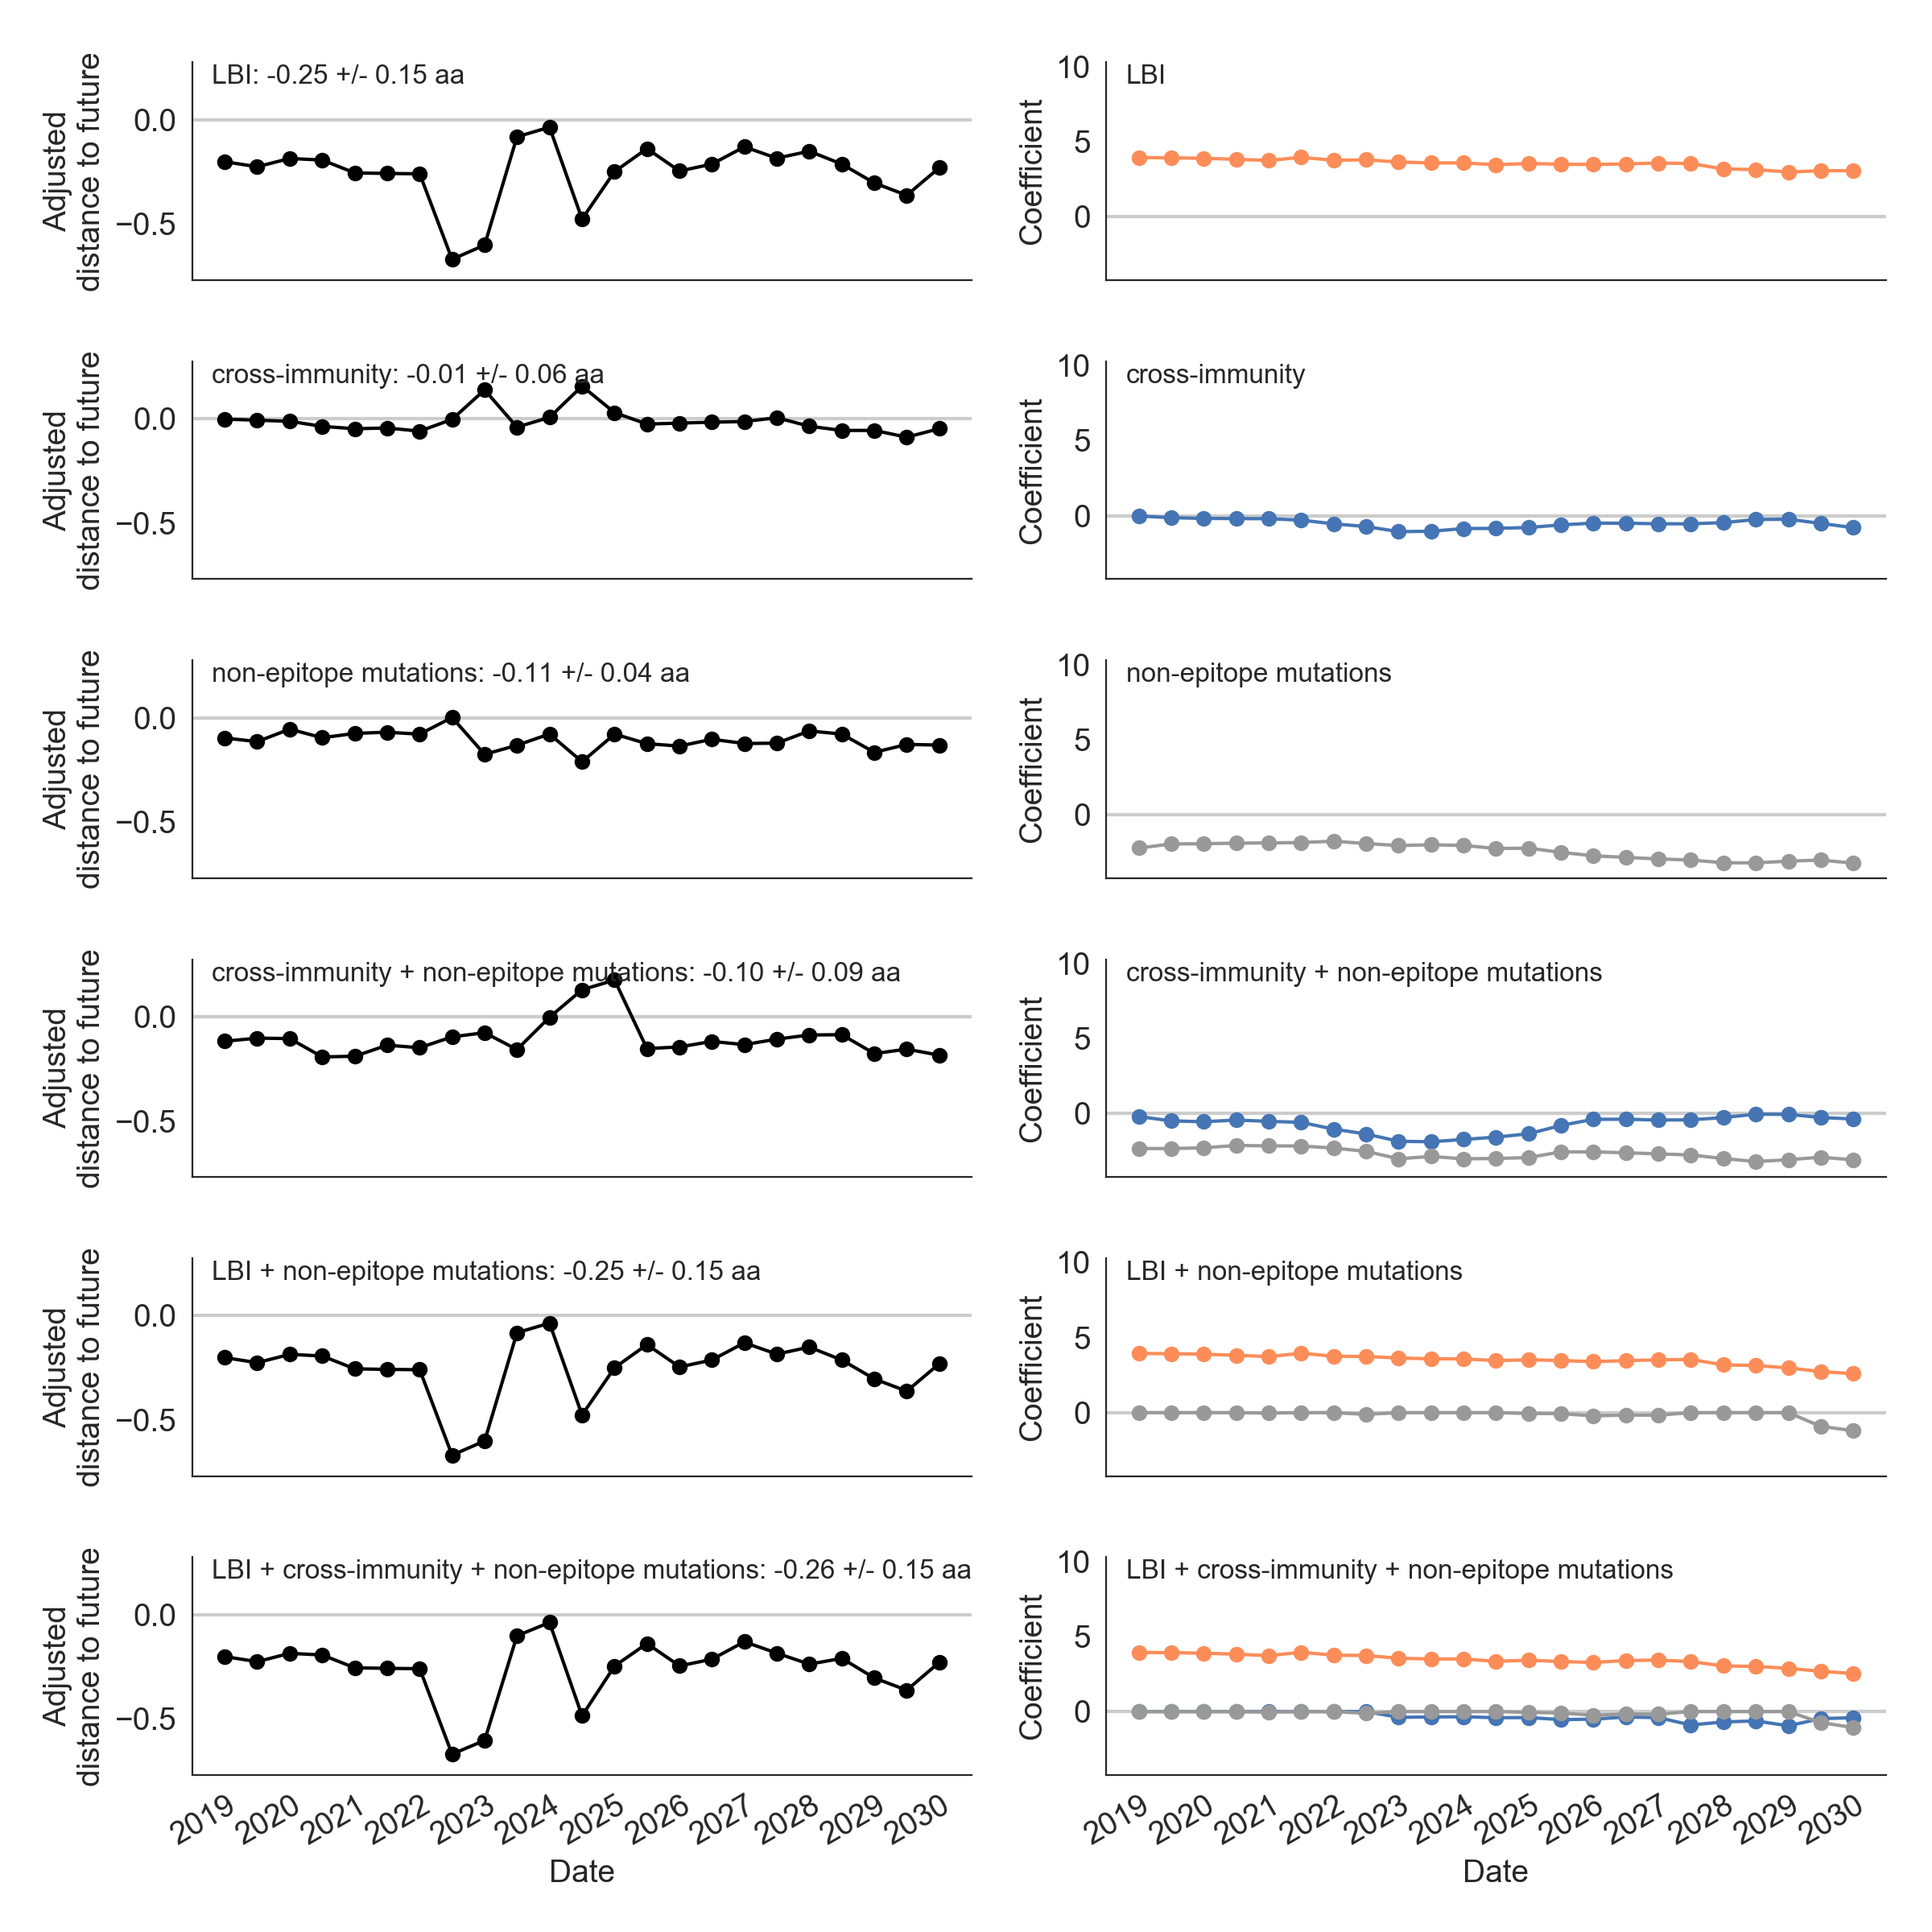 Adjusted
distance to future
0.0
−0.5
LBI: -0.25 +/- 0.15 aa
Coefficient
10
5
0
LBI
Adjusted
distance to future
0.0
−0.5
cross-immunity: -0.01 +/- 0.06 aa
Coefficient
10
5
0
cross-immunity
Adjusted
distance to future
0.0
−0.5
non-epitope mutations: -0.11 +/- 0.04 aa
Coefficient
10
5
0
non-epitope mutations
Adjusted
distance to future
0.0
−0.5
cross-immunity + non-epitope mutations: -0.10 +/- 0.09 aa
Coefficient
10
5
0
cross-immunity + non-epitope mutations
Adjusted
distance to future
0.0
−0.5
LBI + non-epitope mutations: -0.25 +/- 0.15 aa
Coefficient
10
5
0
LBI + non-epitope mutations
Adjusted
distance to future
0.0
−0.5
LBI + cross-immunity + non-epitope mutations: -0.26 +/- 0.15 aa
2019 2020 2021 2022 2023 2024 2025 2026 2027 2028 2029 2030
Date
Coefficient
10
5
0
LBI + cross-immunity + non-epitope mutations
2019 2020 2021 2022 2023 2024 2025 2026 2027 2028 2029 2030
Date